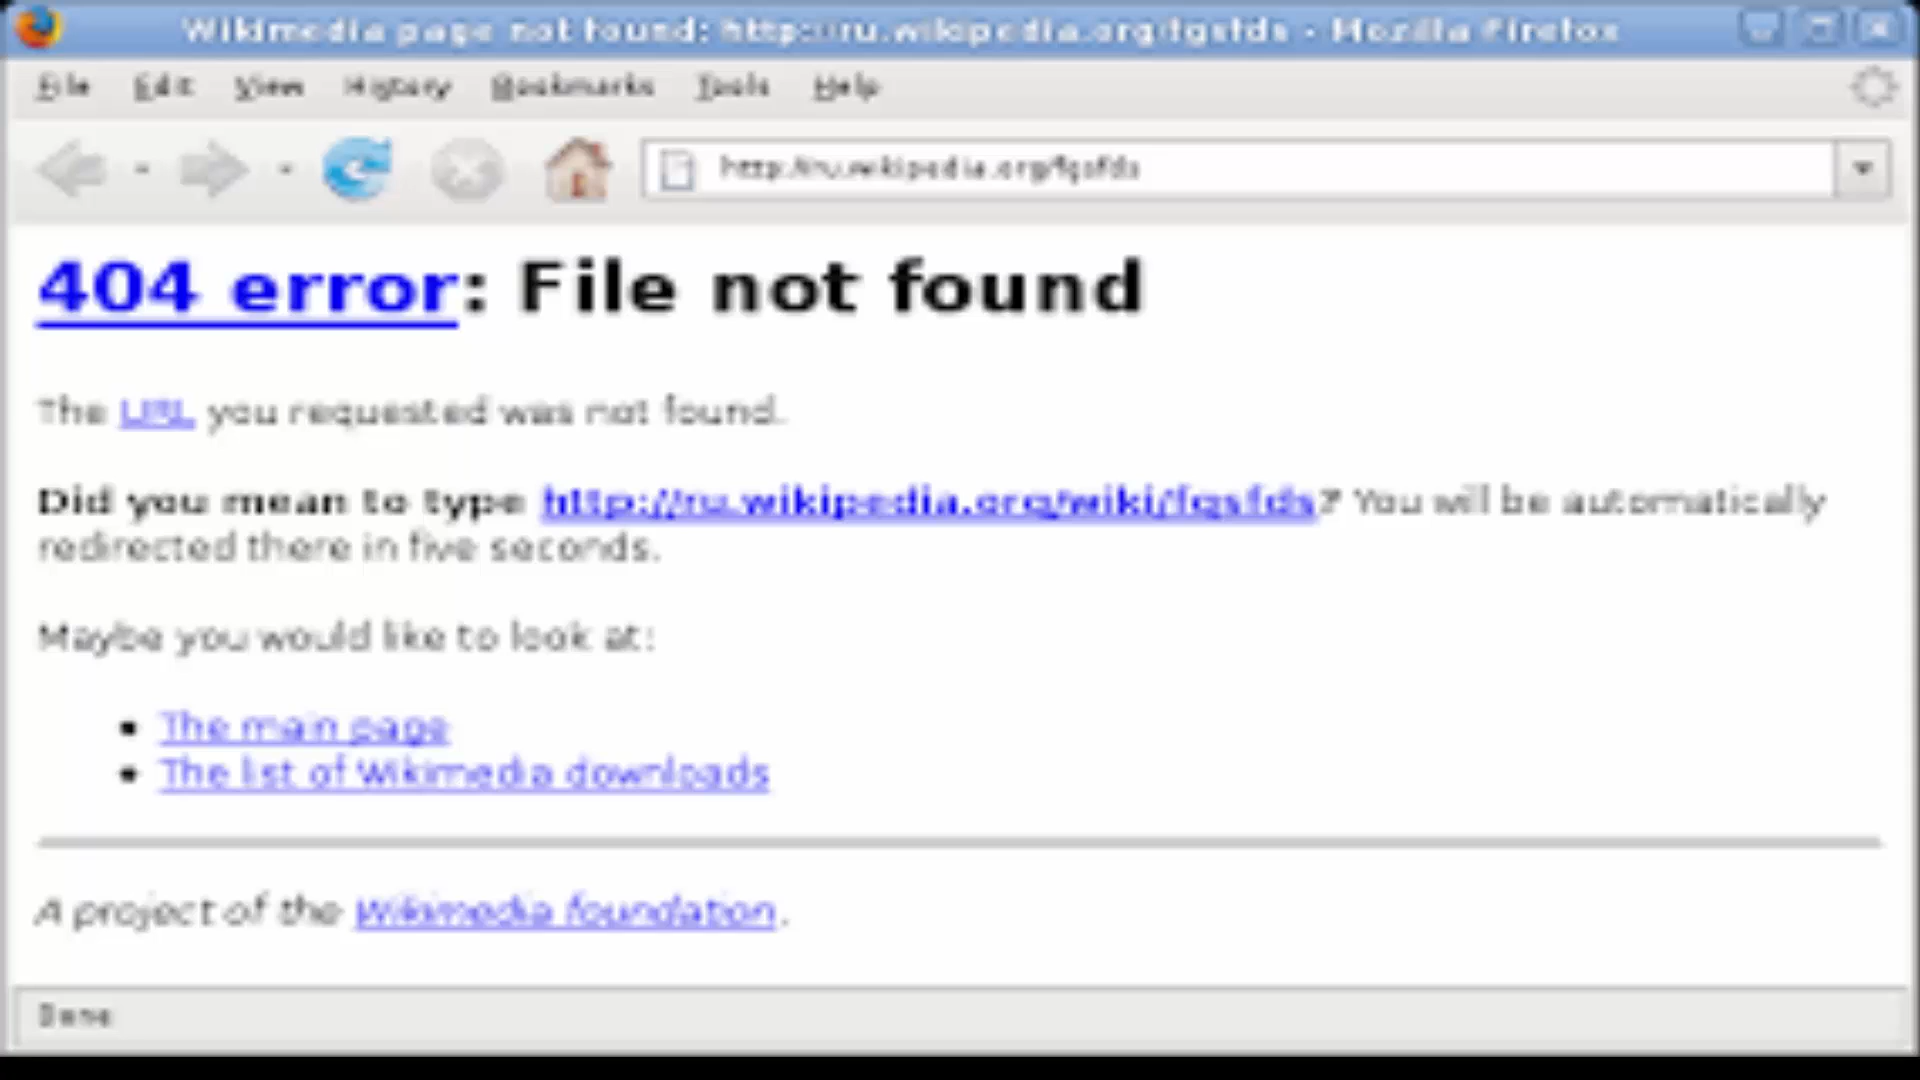 Wikimedia page not found: http://ru.wikipedia.org/fgsfds - Mozilla Firefox
File Edit View History Bookmarks Tools Help
http://ru.wikipedia.org/fgsfds
404 error: File not found
The URL you requested was not found.
Did you mean to type http://ru.wikipedia.org/wiki/fgsfds? You will be automatically
redirected there in five seconds.
Maybe you would like to look at:
• The main page
• The list of Wikimedia downloads
A project of the Wikimedia foundation.
Done